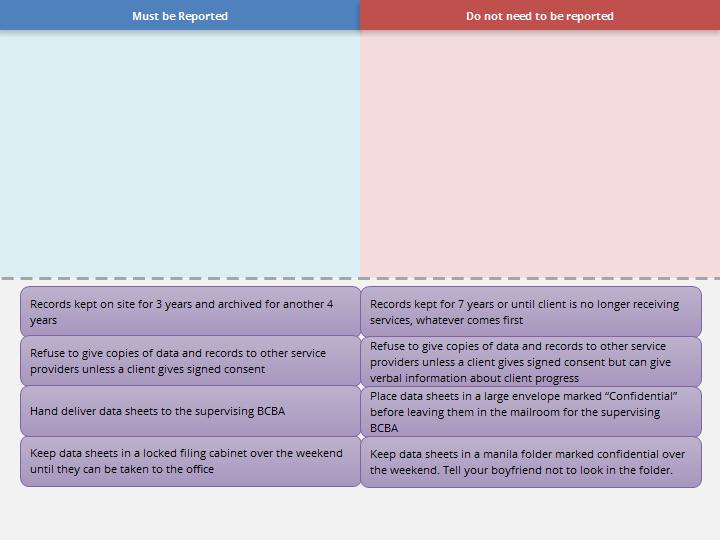 Must be Reported
Do not need to be reported
Records kept on site for 3 years and archived for another 4
years
Records kept for 7 years or until client is no longer receiving
services, whatever comes first
Refuse to give copies of data and records to other service
providers unless a client gives signed consent
Refuse to give copies of data and records to other service
providers unless a client gives signed consent but can give
verbal information about client progress
Hand deliver data sheets to the supervising BCBA
Place data sheets in a large envelope marked “Confidential”
before leaving them in the mailroom for the supervising
BCBA
Keep data sheets in a locked filing cabinet over the weekend
until they can be taken to the office
Keep data sheets in a manila folder marked confidential over
the weekend. Tell your boyfriend not to look in the folder.